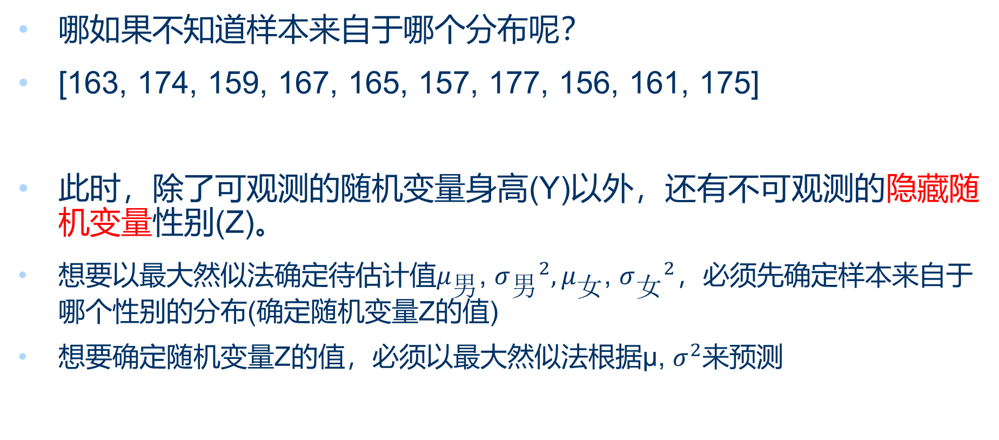 哪如果不知道样本来自于哪个分布呢？
[163, 174, 159, 167, 165, 157, 177, 156, 161, 175]
此时，除了可观测的随机变量身高(Y)以外，还有不可观测的隐藏随
机变量性别(Z)。
想要以最大然似法确定待估计值μ男, σ男², μ女, σ女²，必须先确定样本来自于
哪个性别的分布(确定随机变量Z的值)
想要确定随机变量Z的值，必须以最大然似法根据μ, σ²来预测